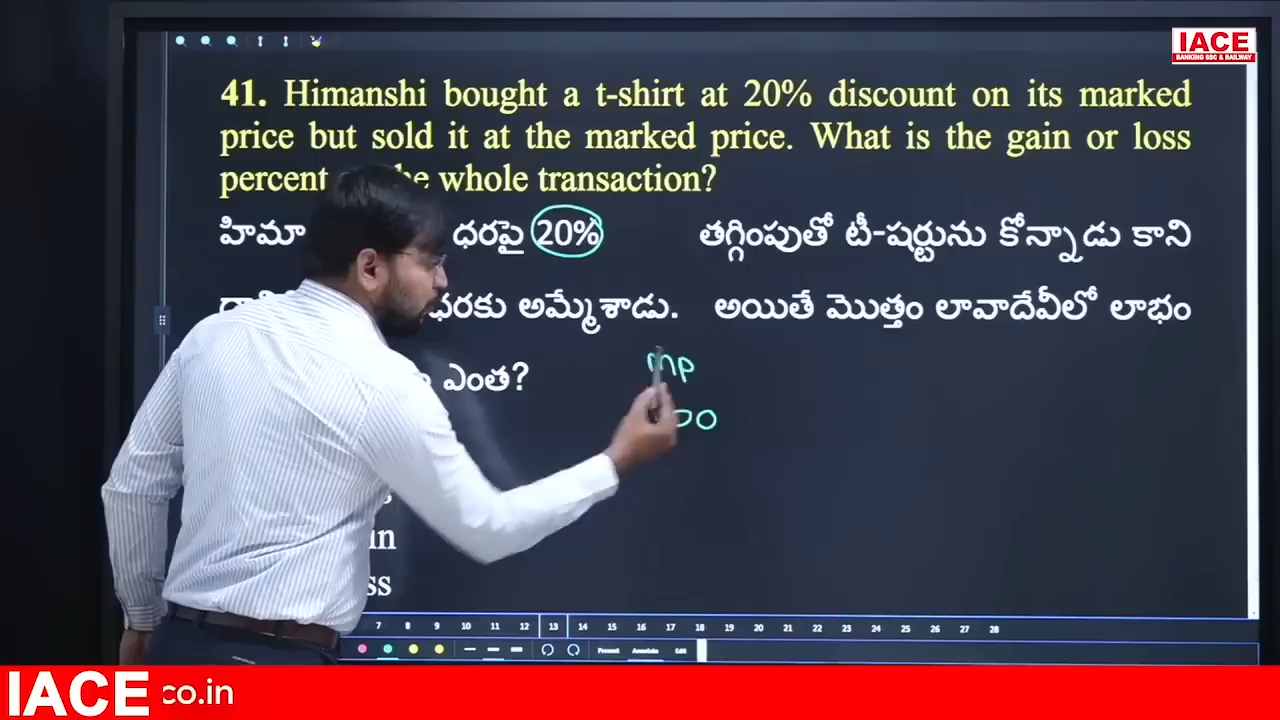 IACE
BANKING SSC & RAILWAY
41. Himanshi bought a t-shirt at 20% discount on its marked
price but sold it at the marked price. What is the gain or loss
percent whole transaction?
హిమా ధరపై 20% తగ్గింపుతో టీ-షర్టును కోన్నాడు కాని
ధరకు అమ్మేశాడు. అయితే మొత్తం లావాదేవీలో లాభం
ఎంత?
mp
7 8 9 10 11 12 13 14 15 16 17 18 19 20 21 22 23 24 25 26 27 28
Present Annotate Edit
IACE co.in